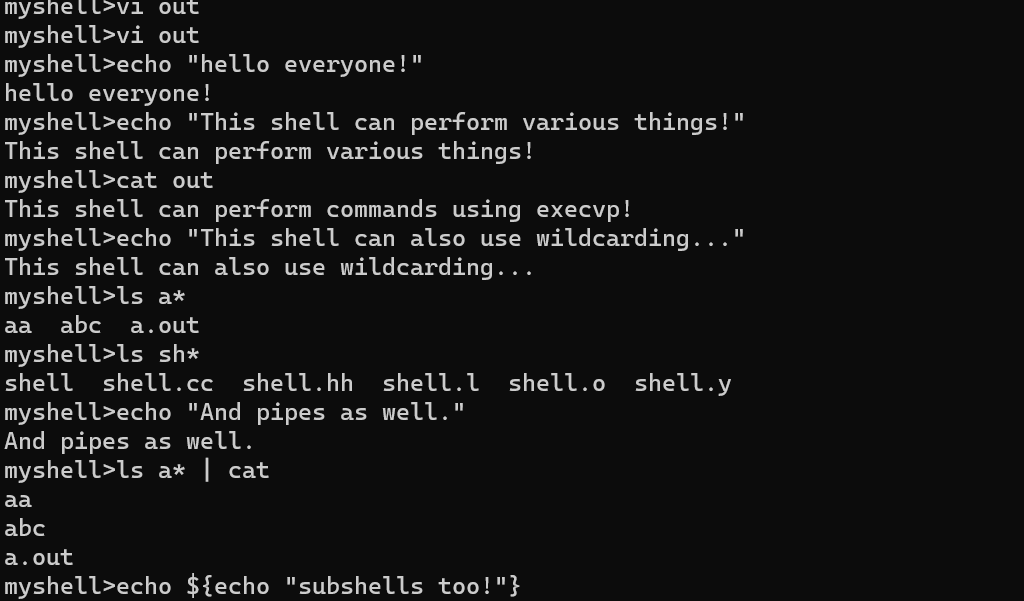 myshell>vi out
myshell>vi out
myshell>echo "hello everyone!"
hello everyone!
myshell>echo "This shell can perform various things!"
This shell can perform various things!
myshell>cat out
This shell can perform commands using execvp!
myshell>echo "This shell can also use wildcarding..."
This shell can also use wildcarding...
myshell>ls a*
aa  abc  a.out
myshell>ls sh*
shell  shell.cc  shell.hh  shell.l  shell.o  shell.y
myshell>echo "And pipes as well."
And pipes as well.
myshell>ls a* | cat
aa
abc
a.out
myshell>echo ${echo "subshells too!"}